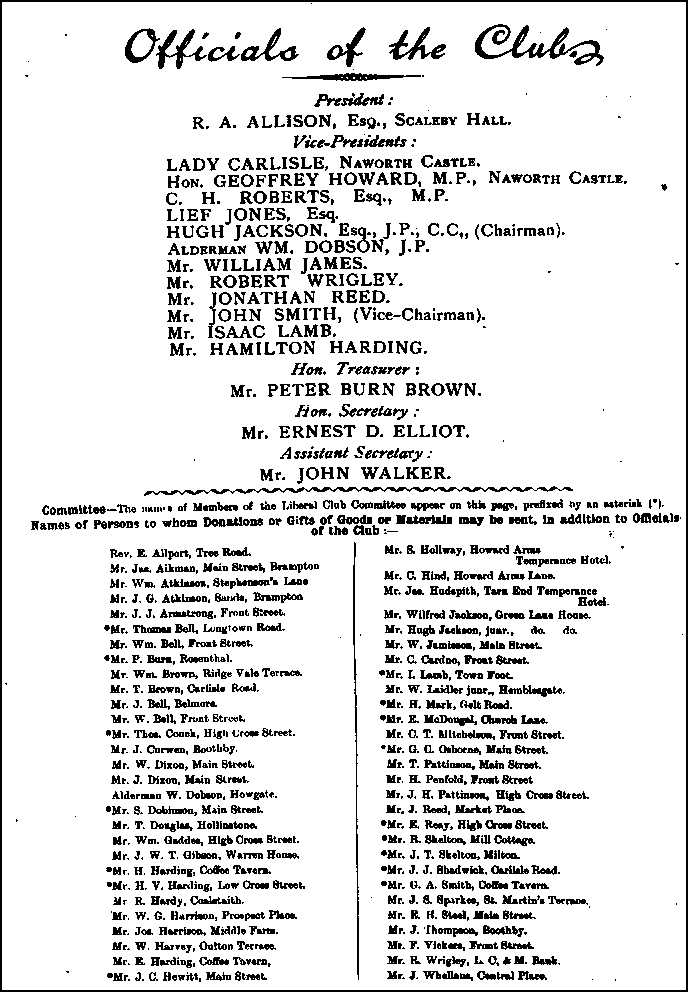 Officials of the Club
President :
R. A. ALLISON, Esq., SCALEBY HALL.
Vice-Presidents :
LADY CARLISLE, NAWORTH CASTLE.
HON. GEOFFREY HOWARD, M.P., NAWORTH CASTLE.
C. H. ROBERTS, Esq., M.P.
LIEF JONES, Esq.
HUGH JACKSON, Esq., J.P., C.C,, (Chairman).
ALDERMAN WM. DOBSON, J.P.
Mr. WILLIAM JAMES.
Mr. ROBERT WRIGLEY.
Mr. JONATHAN REED.
Mr. JOHN SMITH, (Vice-Chairman).
Mr. ISAAC LAMB.
Mr. HAMILTON HARDING.
Hon. Treasurer :
Mr. PETER BURN BROWN.
Hon. Secretary :
Mr. ERNEST D. ELLIOT.
Assistant Secretary :
Mr. JOHN WALKER.
Committee—The names of Members of the Liberal Club Committee appear on this page, prefixed by an asterisk (*).
Names of Persons to whom Donations or Gifts of Goods or Materials may be sent, in addition to Officials
of the Club :—
Rev. E. Allport, Tree Road.
Mr. Jas. Aikman, Main Street, Brampton
Mr. Wm. Atkinson, Stephenson's Lane
Mr. J. G. Atkinson, Sands, Brampton
Mr. J. J. Armstrong, Front Street.
*Mr. Thomas Bell, Longtown Road.
Mr. Wm. Bell, Front Street.
*Mr. P. Burn, Rosenthal.
Mr. Wm. Brown, Ridge Vale Terrace.
Mr. T. Brown, Carlisle Road.
Mr. J. Bell, Belmore.
Mr. W. Bell, Front Street.
*Mr. Thos. Couch, High Cross Street.
Mr. J. Curwen, Boothby.
Mr. W. Dixon, Main Street.
Mr. J. Dixon, Main Street.
Alderman W. Dobson, Howgate.
*Mr. S. Dobinson, Main Street.
Mr. T. Douglas, Hollinstone.
Mr. Wm. Gaddes, High Cross Street.
Mr. J. W. T. Gibson, Warren House.
*Mr. H. Harding, Coffee Tavern.
*Mr. H. V. Harding, Low Cross Street.
Mr R. Hardy, Coalstaith.
Mr. W. G. Harrison, Prospect Place.
Mr. Jos. Harrison, Middle Farm.
Mr. W. Harvey, Oulton Terrace.
Mr. E. Harding, Coffee Tavern,
*Mr. J. C. Hewitt, Main Street.
Mr. S. Hollway, Howard Arms
Temperance Hotel.
Mr. C. Hind, Howard Arms Lane.
Mr. Jas. Hudspith, Tarn End Temperance
Hotel.
Mr. Wilfred Jackson, Green Lane House.
Mr. Hugh Jackson, junr., do. do.
Mr. W. Jamieson, Main Street.
Mr. C. Cardno, Front Street.
*Mr. I. Lamb, Town Foot.
Mr. W. Laidler junr., Hemblesgate.
*Mr. H. Mark, Gelt Road.
*Mr. E. McDougal, Church Lane.
Mr. C. T. Mitchelson, Front Street.
*Mr. G. C. Osborne, Main Street.
Mr. T. Pattinson, Main Street.
Mr. H. Penfold, Front Street
Mr. J. H. Pattinson, High Cross Street.
Mr. J. Reed, Market Place.
*Mr. E. Reay, High Cross Street.
*Mr. R. Skelton, Mill Cottage.
*Mr. J. T. Skelton, Milton.
*Mr. J. J. Shadwick, Carlisle Road.
*Mr. G. A. Smith, Coffee Tavern.
Mr. J. S. Sparkes, St. Martin's Terrace.
Mr. R. H. Steel, Main Street.
Mr. J. Thompson, Boothby.
Mr. F. Vickers, Front Street.
Mr. R. Wrigley, L. C. & M. Bank.
Mr. J. Whellans, Central Place.